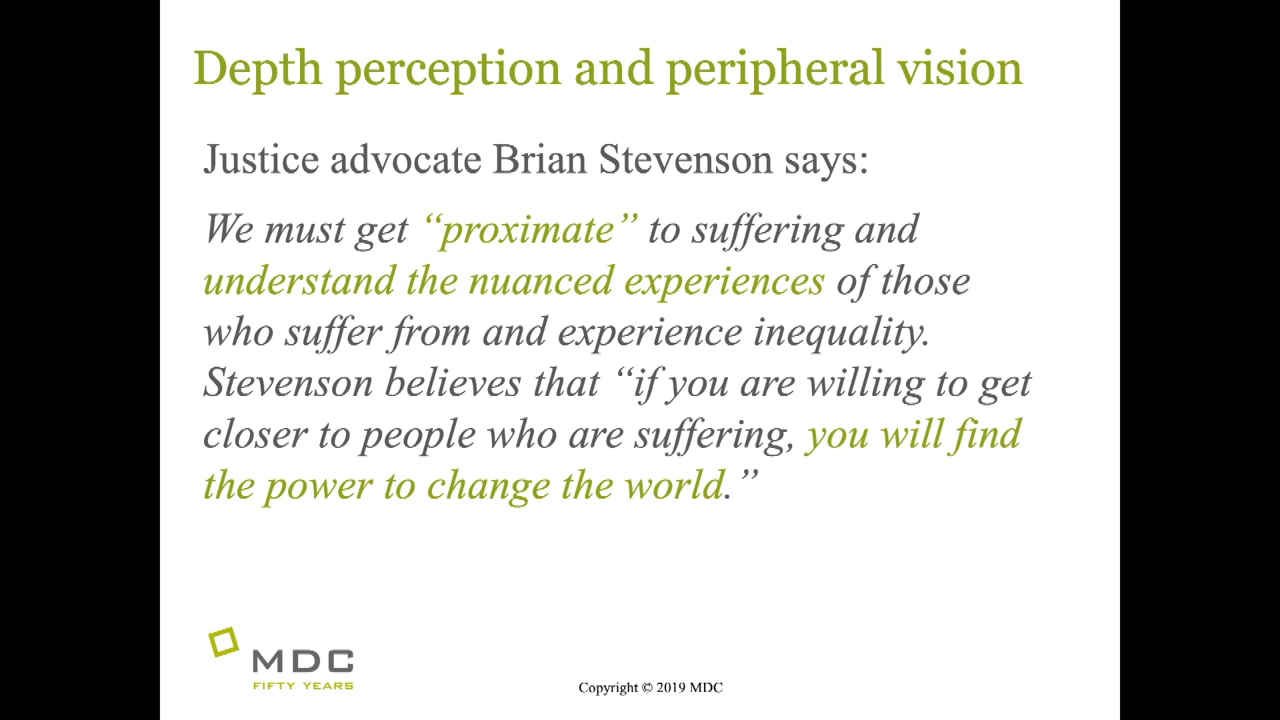 Depth perception and peripheral vision
Justice advocate Brian Stevenson says:
We must get “proximate” to suffering and
understand the nuanced experiences of those
who suffer from and experience inequality.
Stevenson believes that “if you are willing to get
closer to people who are suffering, you will find
the power to change the world.”
MDC
FIFTY YEARS
Copyright © 2019 MDC